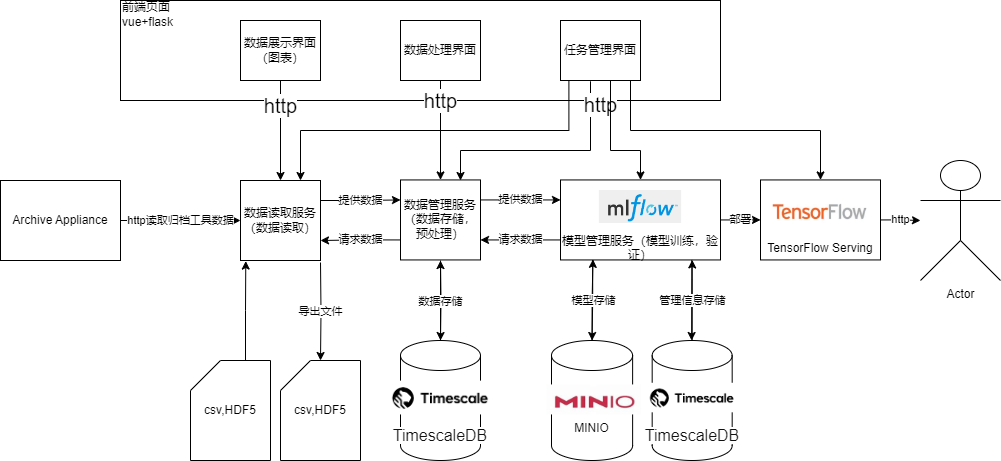 前端页面
vue+flask
数据展示界面
(图表)
数据处理界面
任务管理界面
http
http
http
Archive Appliance
http读取归档工具数据
数据读取服务
(数据读取)
提供数据
请求数据
数据管理服务
(数据存储，
预处理)
提供数据
请求数据
mlflow™
模型管理服务（模型训练，验
证）
部署
TensorFlow
TensorFlow Serving
http
Actor
导出文件
数据存储
模型存储
管理信息存储
csv,HDF5
csv,HDF5
Timescale
TimescaleDB
MINIO
MINIO
Timescale
TimescaleDB